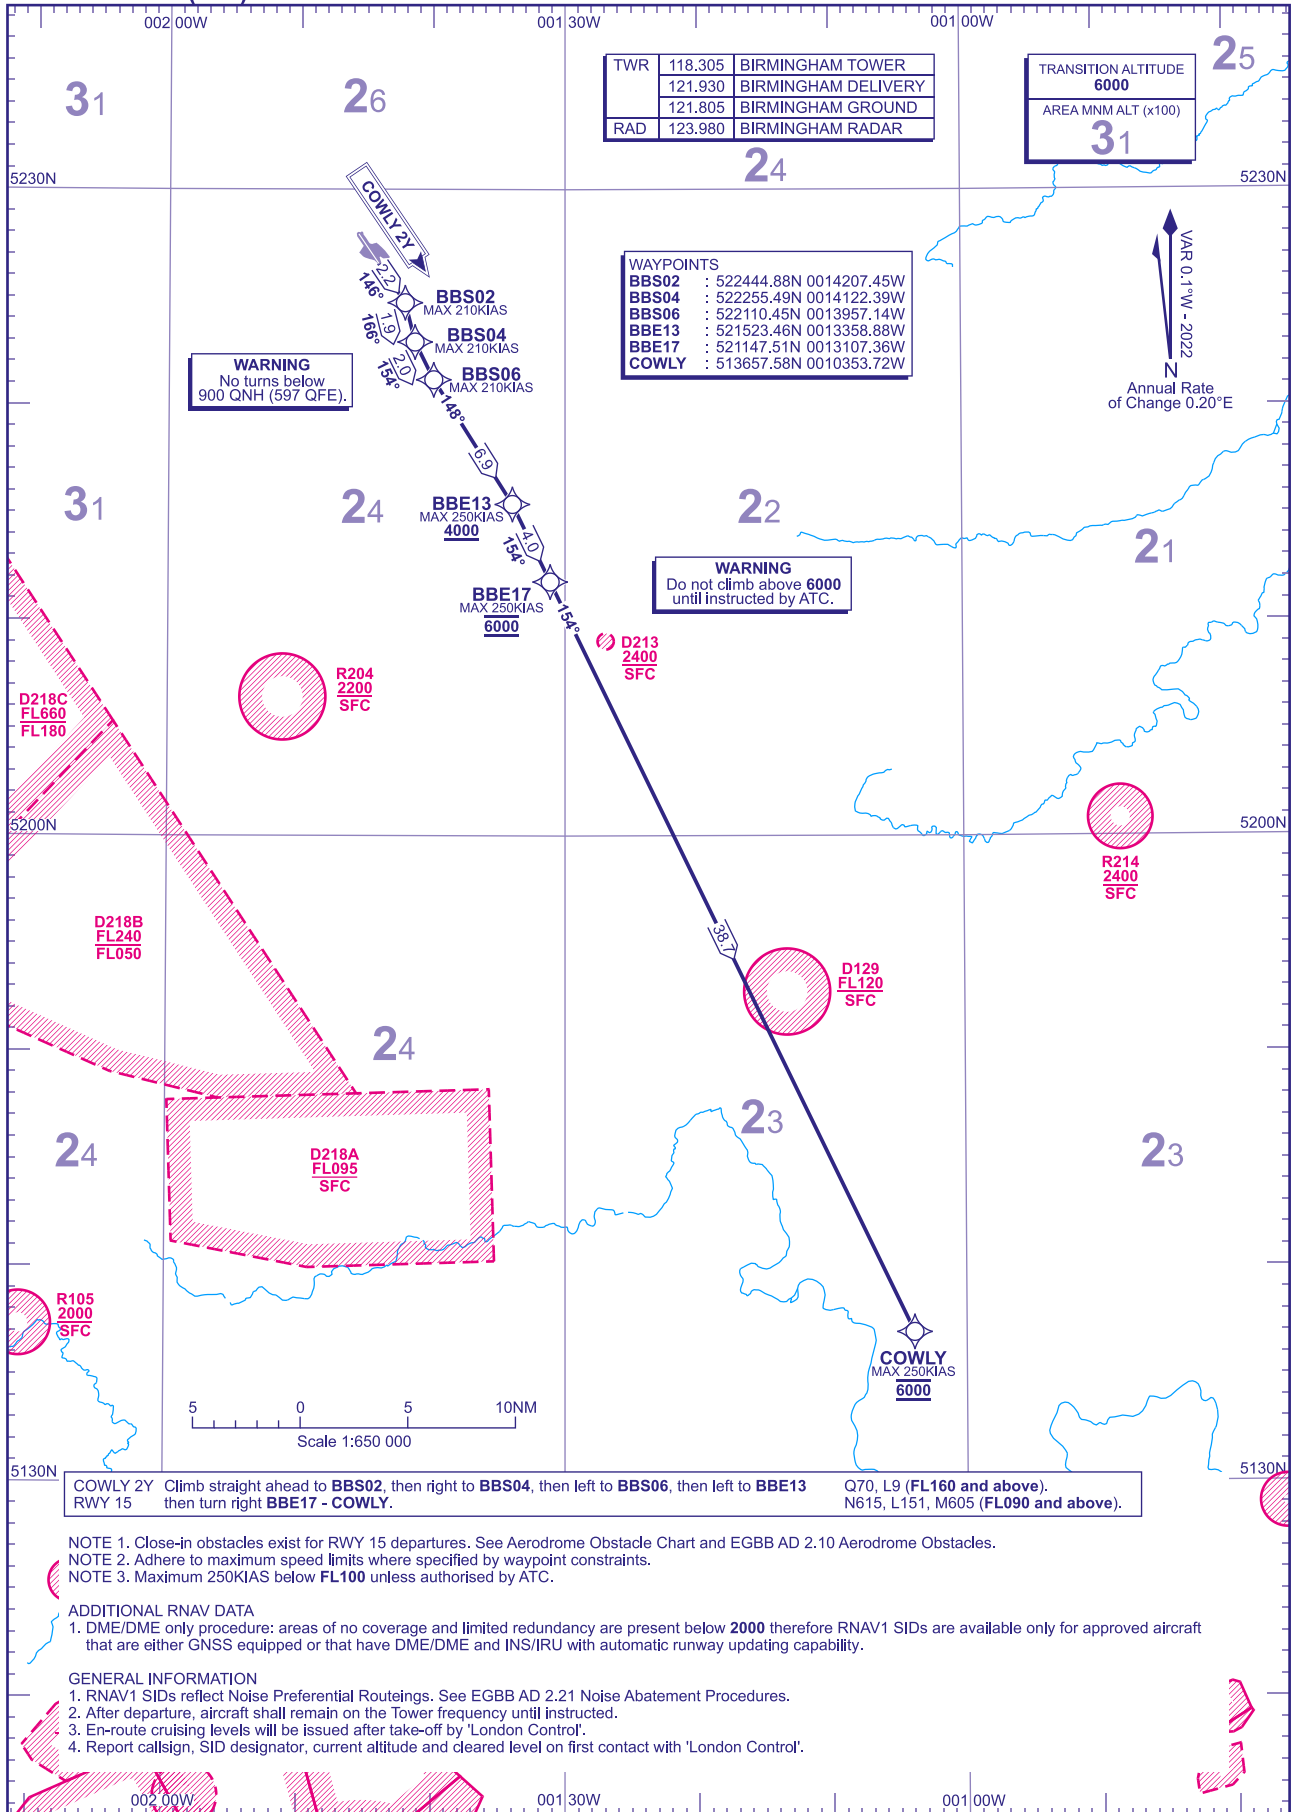 002 00W
001 30W
001 00W
31
26
25
24
TWR 118.305 BIRMINGHAM TOWER
121.930 BIRMINGHAM DELIVERY
121.805 BIRMINGHAM GROUND
RAD 123.980 BIRMINGHAM RADAR
TRANSITION ALTITUDE
6000
AREA MNM ALT (x100)
31
5230N
5230N
COWLY 2Y
VAR 0.1°W - 2022
N
Annual Rate
of Change 0.20°E
WAYPOINTS
BBS02 : 522444.88N 0014207.45W
BBS04 : 522255.49N 0014122.39W
BBS06 : 522110.45N 0013957.14W
BBE13 : 521523.46N 0013358.88W
BBE17 : 521147.51N 0013107.36W
COWLY : 513657.58N 0010353.72W
2.2
146°
BBS02
MAX 210KIAS
1.9
166°
BBS04
MAX 210KIAS
2.0
154°
BBS06
MAX 210KIAS
WARNING
No turns below
900 QNH (597 QFE).
148°
6.9
31
24
22
21
BBE13
MAX 250KIAS
4000
4.0
154°
BBE17
MAX 250KIAS
6000
154°
WARNING
Do not climb above 6000
until instructed by ATC.
D213
2400
SFC
R204
2200
SFC
D218C
FL660
FL180
5200N
5200N
R214
2400
SFC
D218B
FL240
FL050
38.7
D129
FL120
SFC
24
23
24
23
D218A
FL095
SFC
R105
2000
SFC
COWLY
MAX 250KIAS
6000
5 0 5 10NM
Scale 1:650 000
5130N
5130N
COWLY 2Y Climb straight ahead to BBS02, then right to BBS04, then left to BBS06, then left to BBE13 Q70, L9 (FL160 and above).
RWY 15 then turn right BBE17 - COWLY. N615, L151, M605 (FL090 and above).
NOTE 1. Close-in obstacles exist for RWY 15 departures. See Aerodrome Obstacle Chart and EGBB AD 2.10 Aerodrome Obstacles.
NOTE 2. Adhere to maximum speed limits where specified by waypoint constraints.
NOTE 3. Maximum 250KIAS below FL100 unless authorised by ATC.
ADDITIONAL RNAV DATA
1. DME/DME only procedure: areas of no coverage and limited redundancy are present below 2000 therefore RNAV1 SIDs are available only for approved aircraft
that are either GNSS equipped or that have DME/DME and INS/IRU with automatic runway updating capability.
GENERAL INFORMATION
1. RNAV1 SIDs reflect Noise Preferential Routeings. See EGBB AD 2.21 Noise Abatement Procedures.
2. After departure, aircraft shall remain on the Tower frequency until instructed.
3. En-route cruising levels will be issued after take-off by 'London Control'.
4. Report callsign, SID designator, current altitude and cleared level on first contact with 'London Control'.
002 00W
001 30W
001 00W